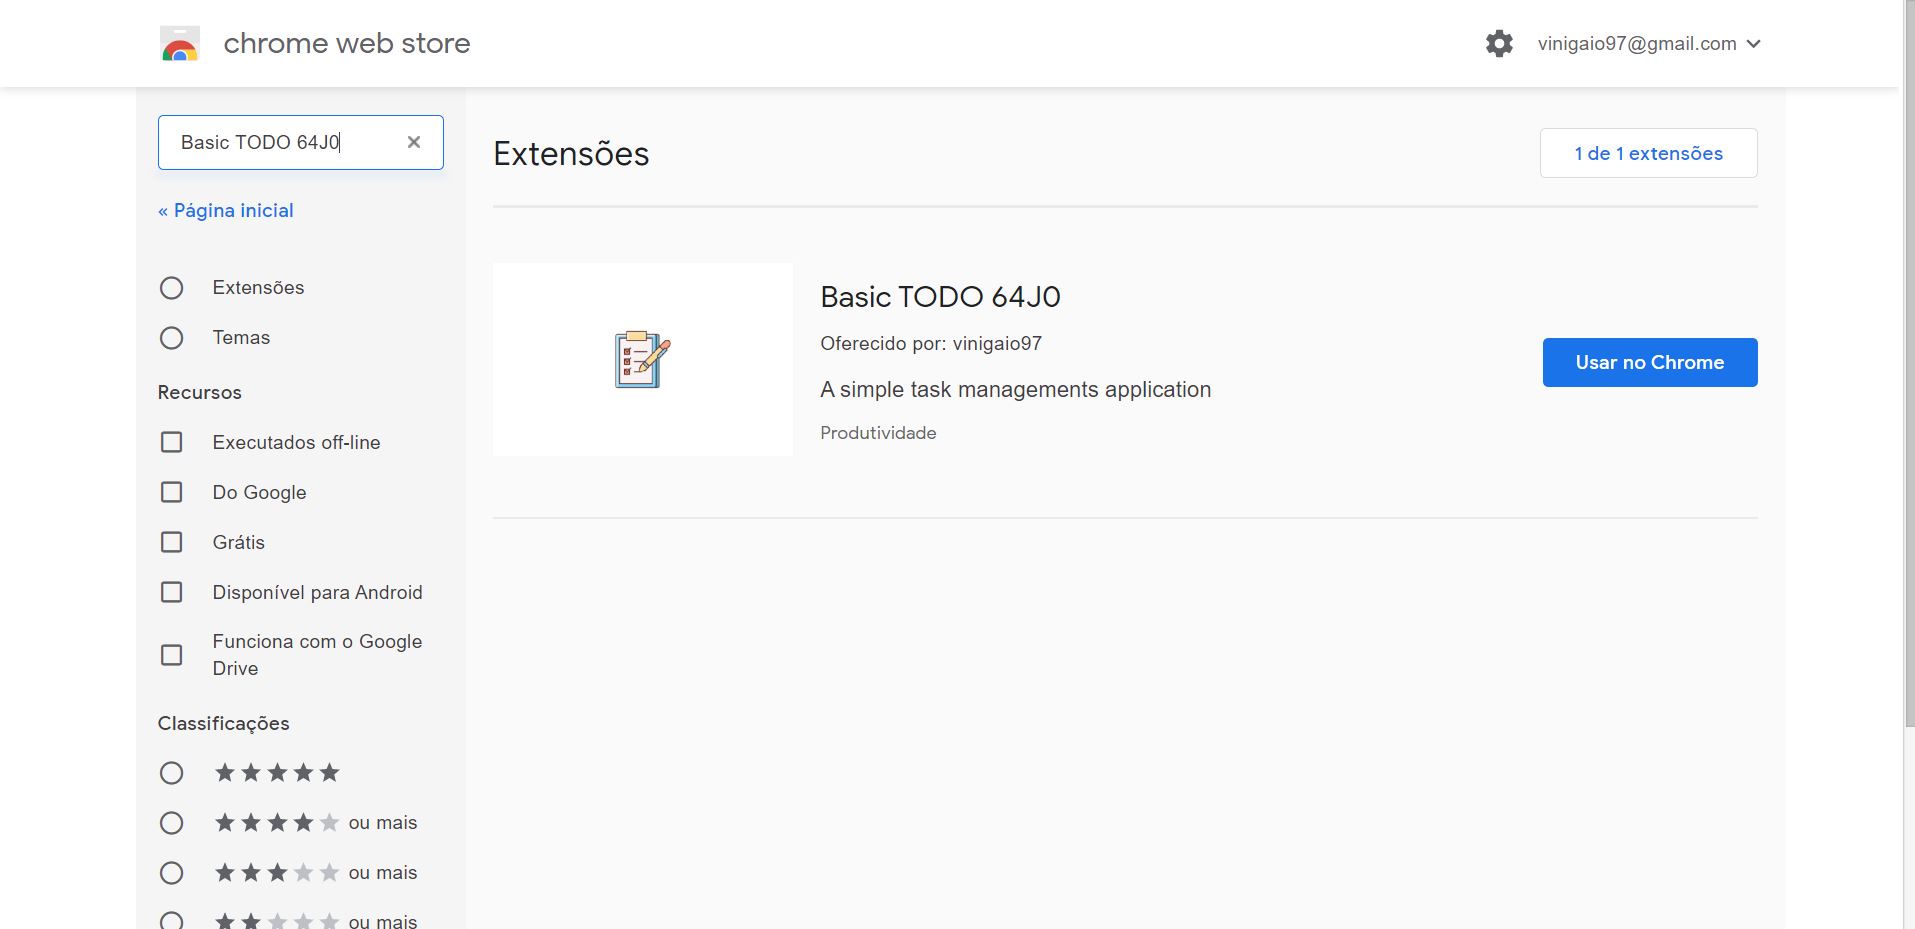 chrome web store
vinigaio97@gmail.com
Basic TODO 64J0
« Página inicial
Extensões
Temas
Recursos
Executados off-line
Do Google
Grátis
Disponível para Android
Funciona com o Google
Drive
Classificações
ou mais
ou mais
ou mais
Extensões
1 de 1 extensões
Basic TODO 64J0
Oferecido por: vinigaio97
A simple task managements application
Produtividade
Usar no Chrome